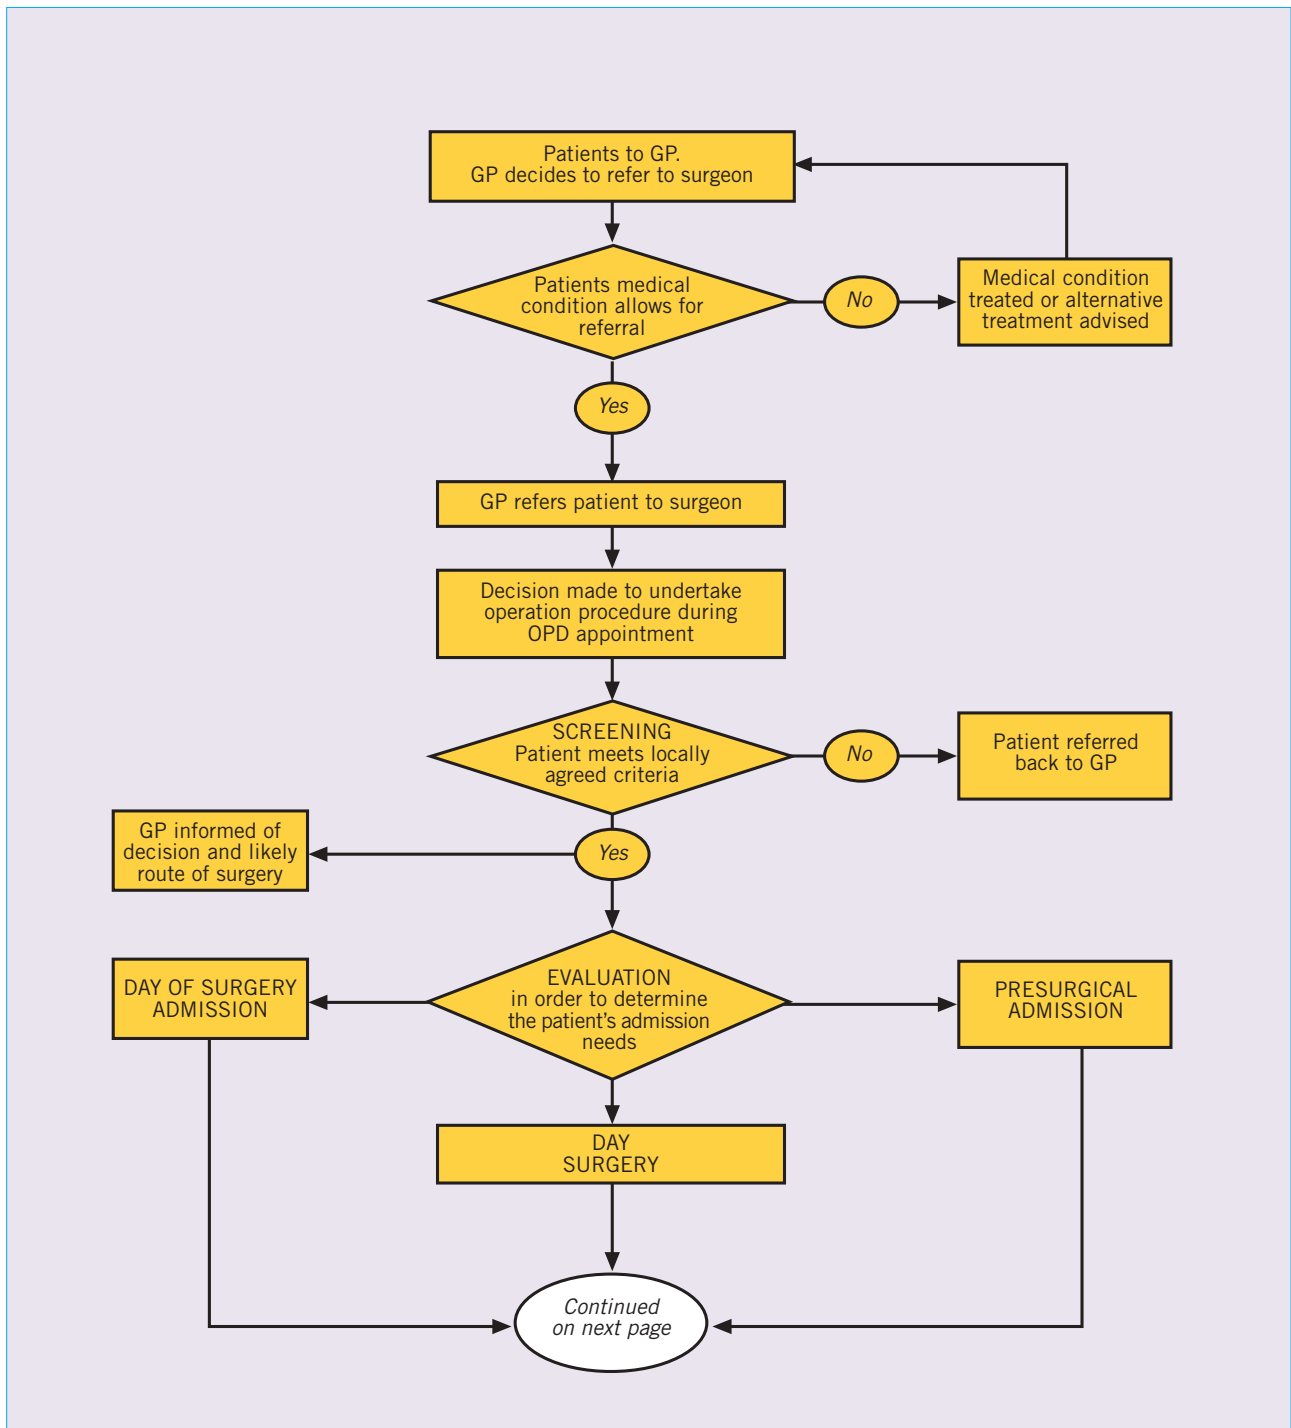 Patients to GP.
GP decides to refer to surgeon
Patients medical
condition allows for
referral
No
Medical condition
treated or alternative
treatment advised
Yes
GP refers patient to surgeon
Decision made to undertake
operation procedure during
OPD appointment
SCREENING
Patient meets locally
agreed criteria
No
Patient referred
back to GP
GP informed of
decision and likely
route of surgery
Yes
DAY OF SURGERY
ADMISSION
EVALUATION
in order to determine
the patient's admission
needs
PRESURGICAL
ADMISSION
DAY
SURGERY
Continued
on next page